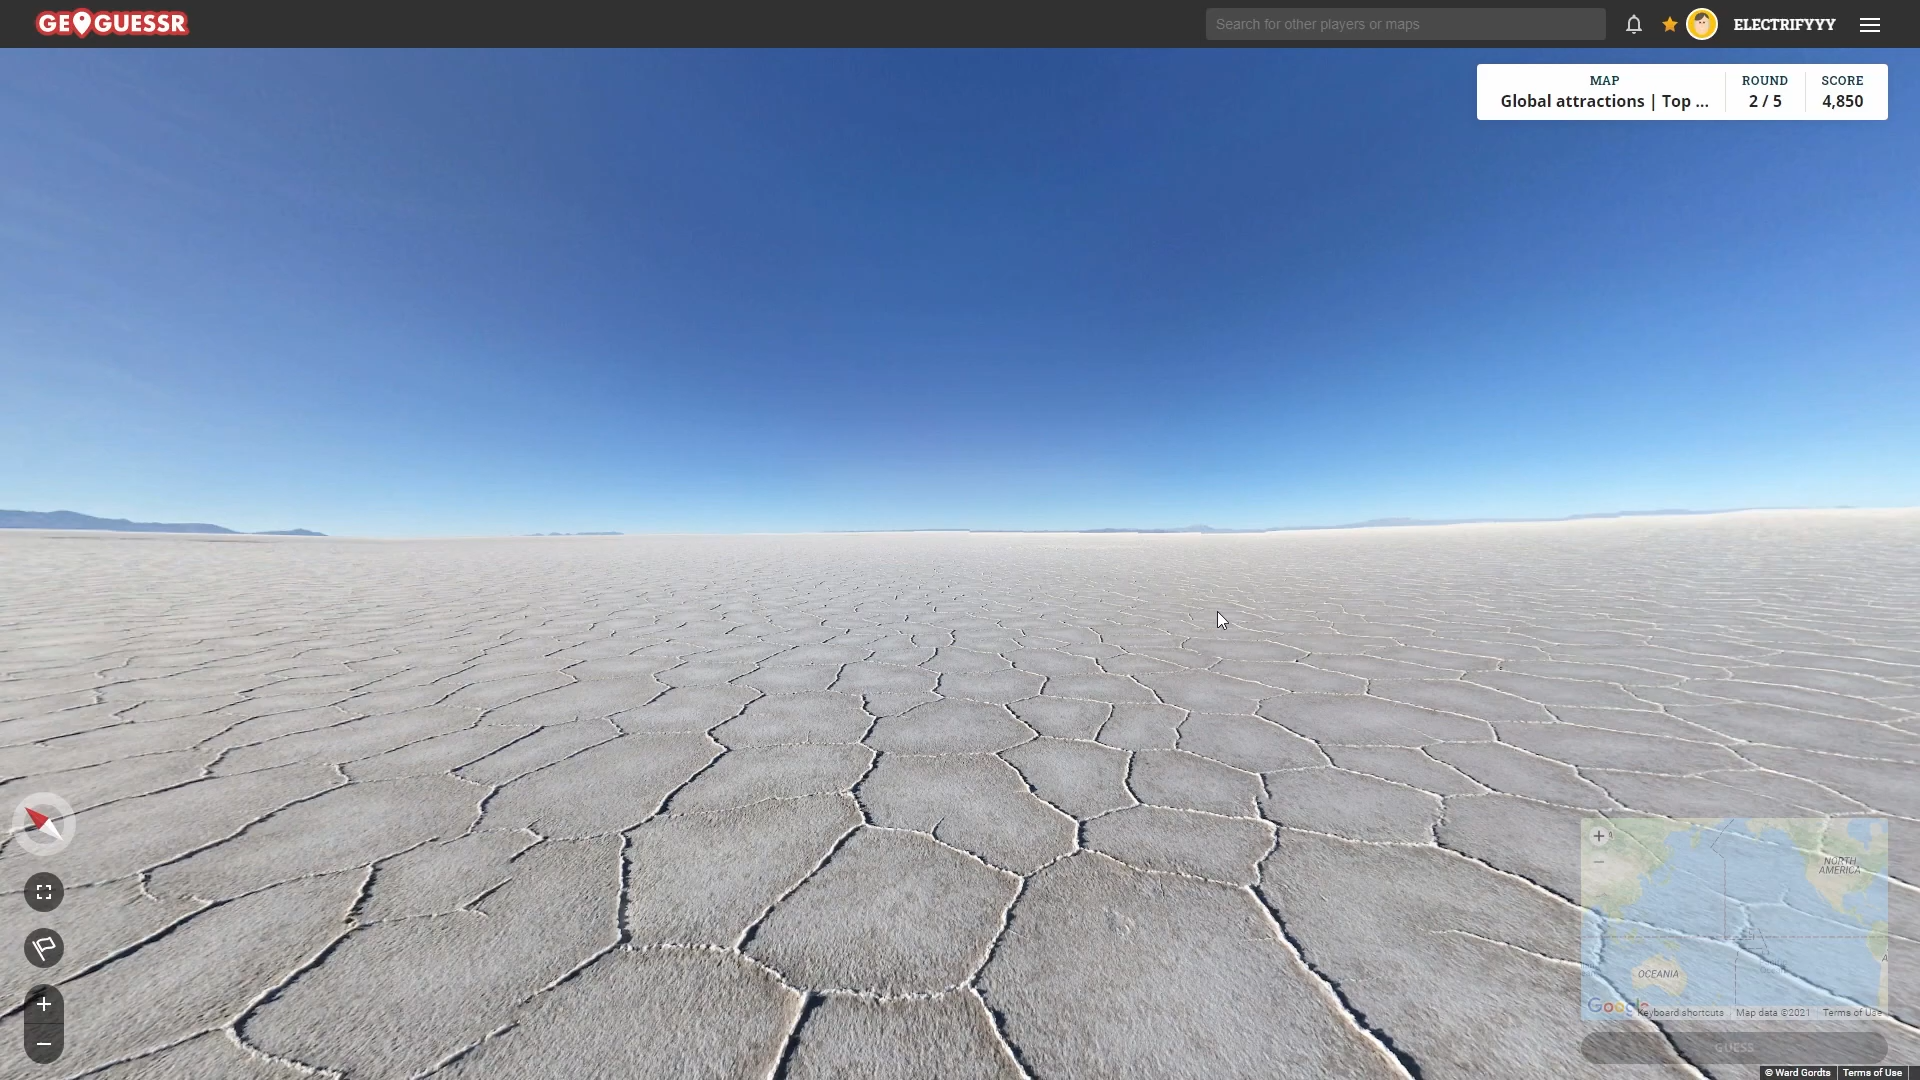 GEOGUESSR
Search for other players or maps
ELECTRIFYYY
MAP
Global attractions | Top ...
ROUND
2 / 5
SCORE
4,850
NORTH
AMERICA
OCEANIA
Google
Keyboard shortcuts
Map data ©2021
Terms of Use
GUESS
© Ward Gordts
Terms of Use